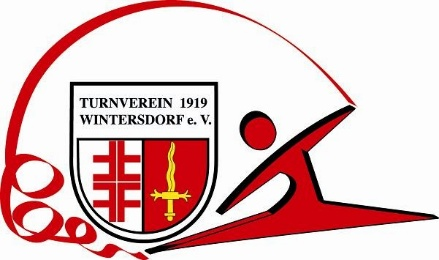 TURNVEREIN 1919
WINTERSDORF e. V.